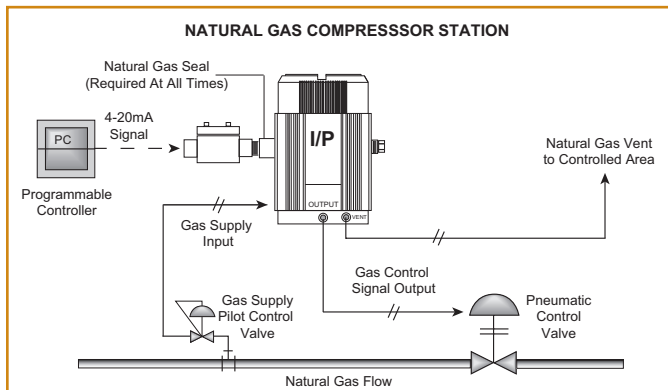 NATURAL GAS COMPRESSSOR STATION
Natural Gas Seal
(Required At All Times)
4-20mA
Signal
PC
Programmable
Controller
I/P
OUTPUT
VENT
Natural Gas Vent
to Controlled Area
Gas Supply
Input
Gas Control
Signal Output
Gas Supply
Pilot Control
Valve
Pneumatic
Control
Valve
Natural Gas Flow